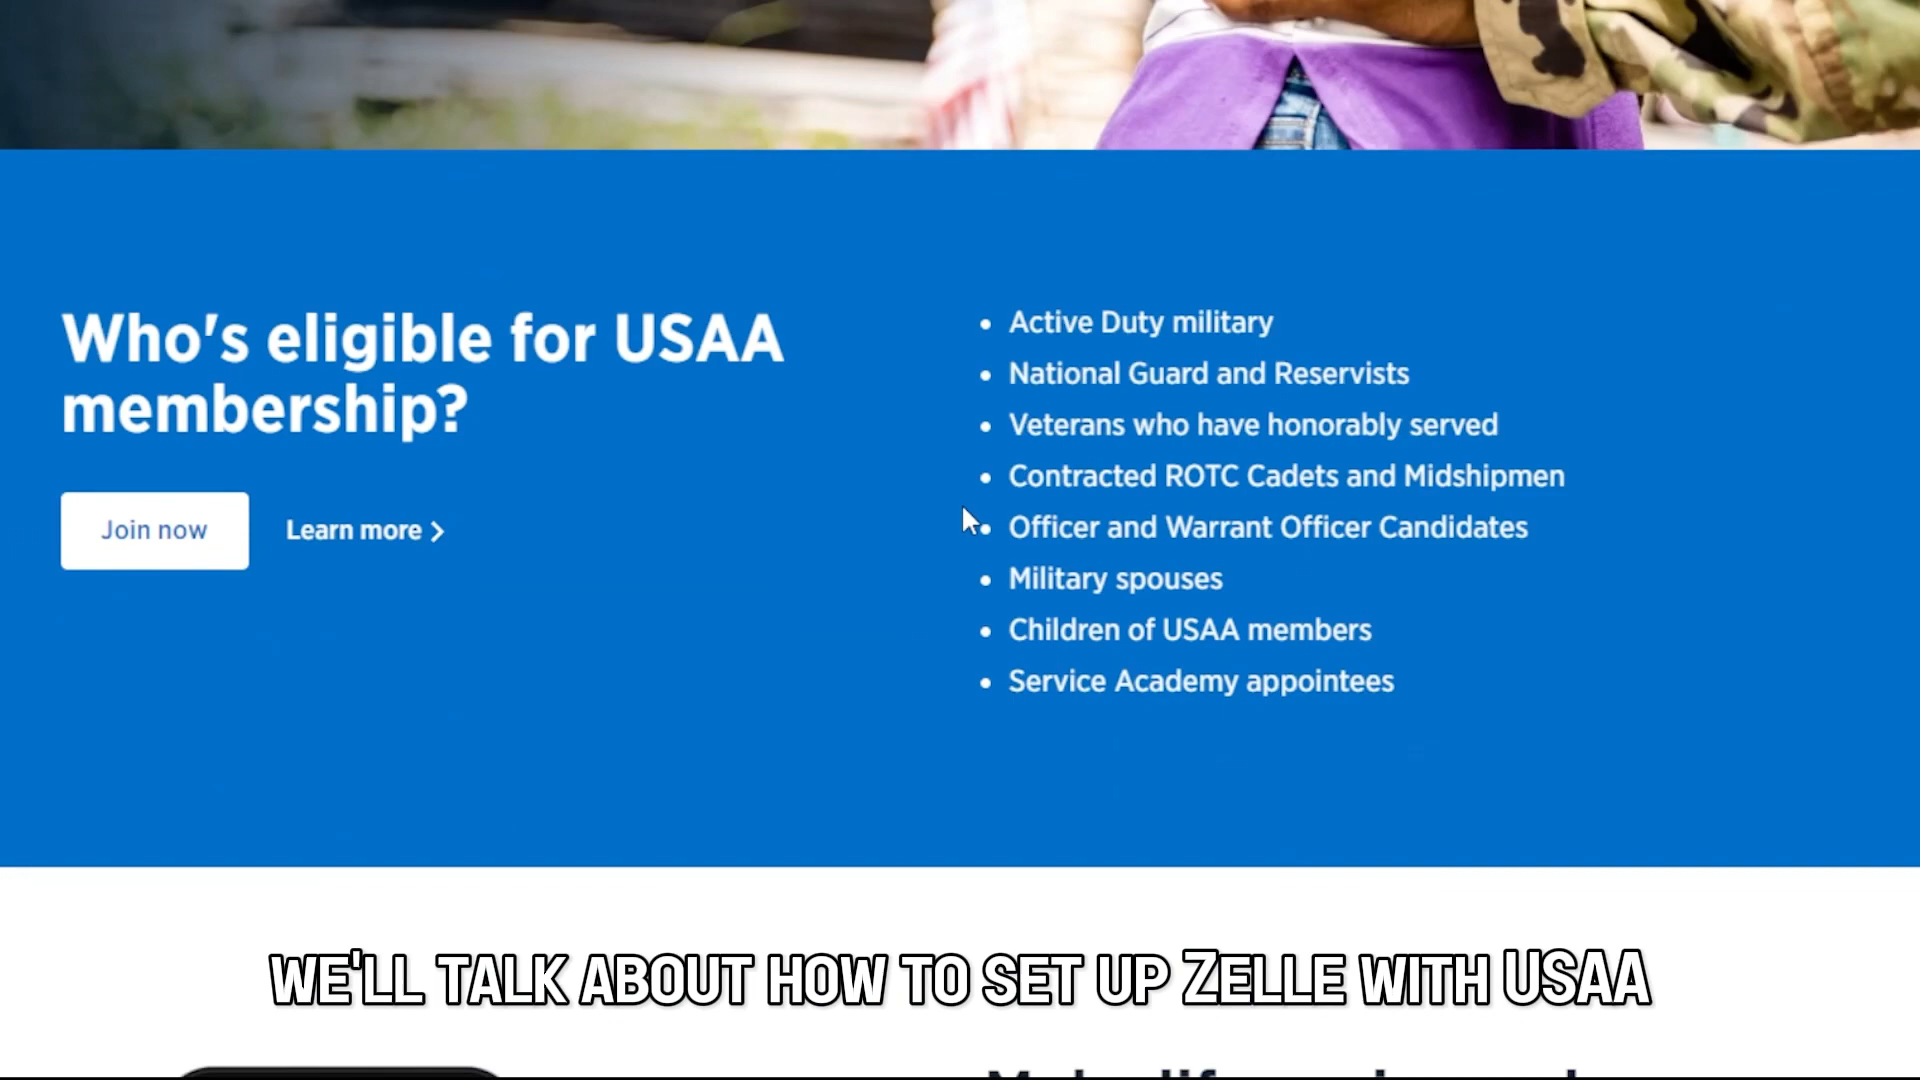 Who's eligible for USAA
membership?
Join now
Learn more
Active Duty military
National Guard and Reservists
Veterans who have honorably served
Contracted ROTC Cadets and Midshipmen
Officer and Warrant Officer Candidates
Military spouses
Children of USAA members
Service Academy appointees
WE'LL TALK ABOUT HOW TO SET UP ZELLE WITH USAA